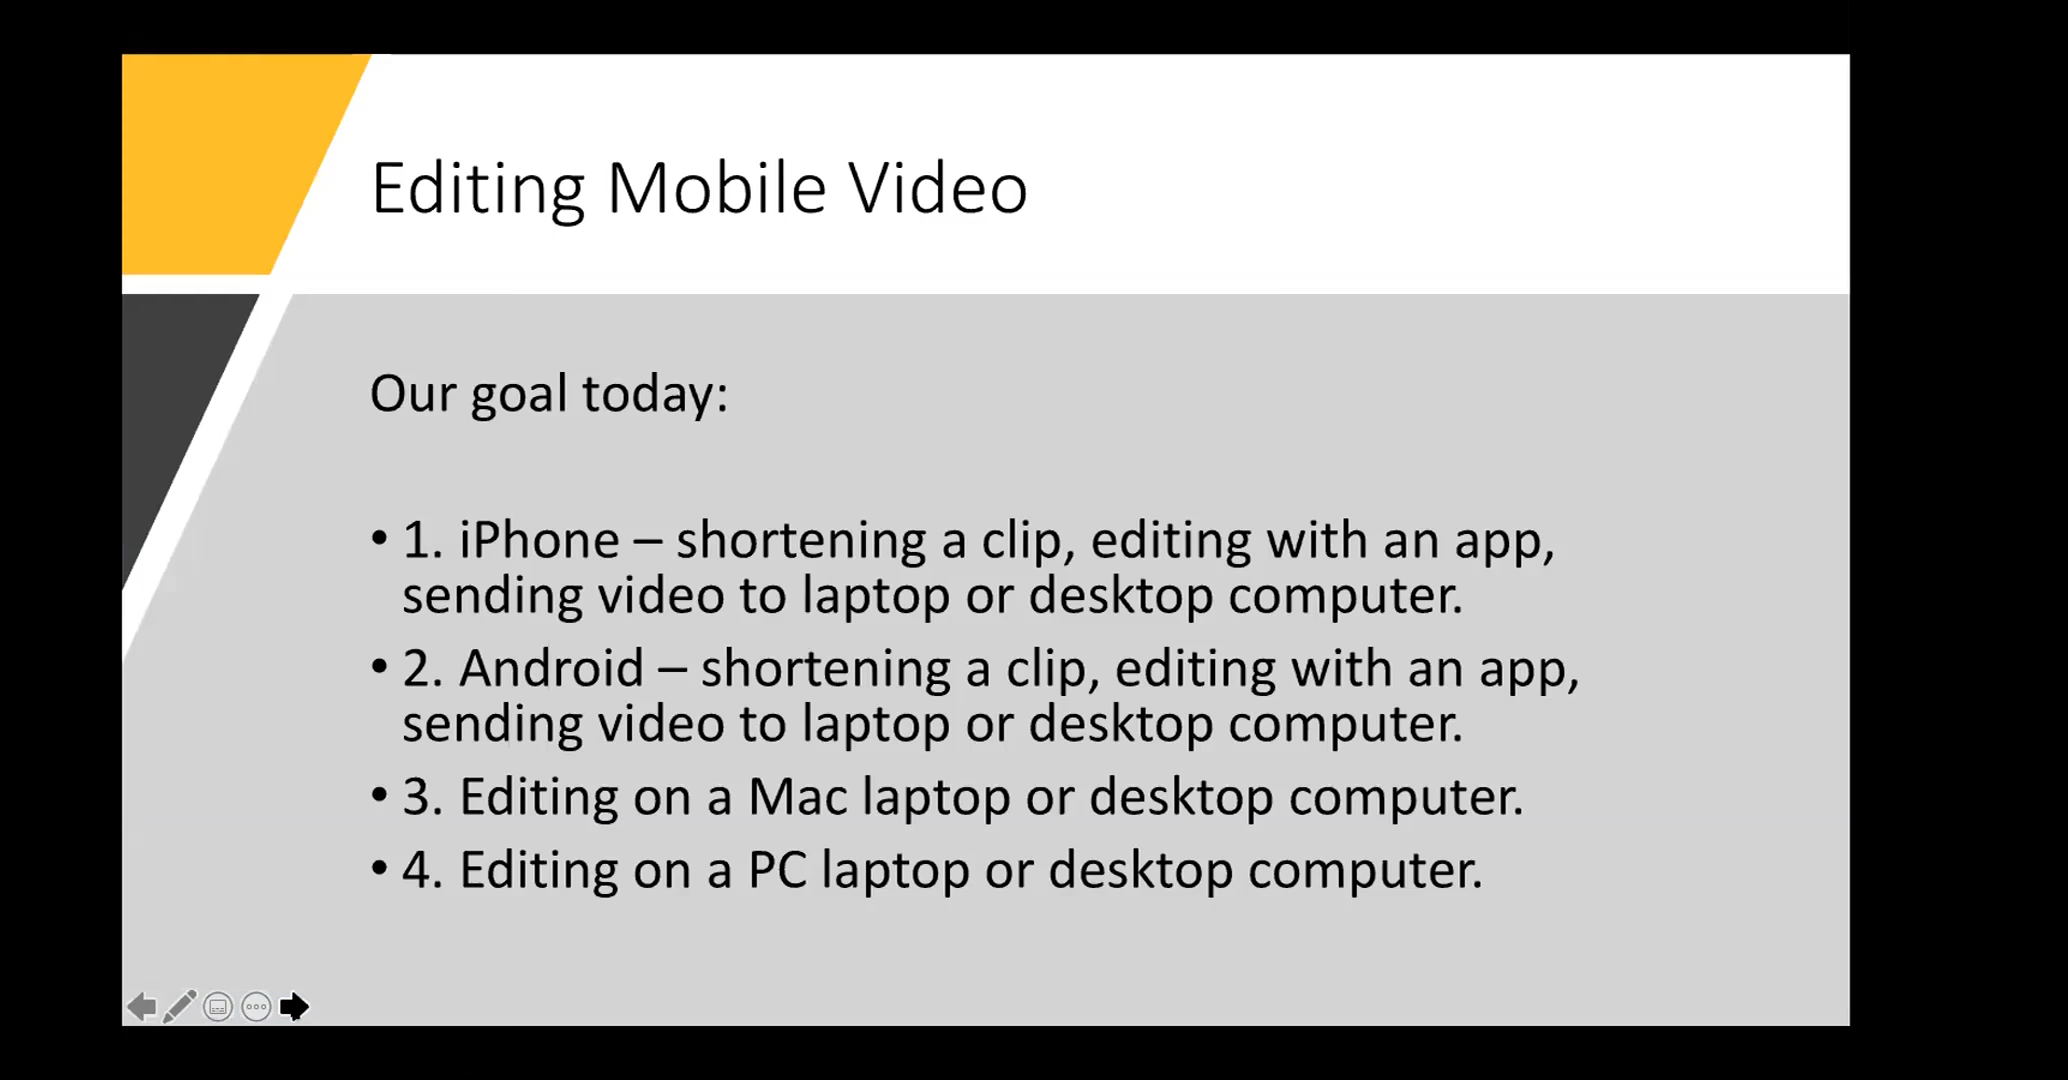 Editing Mobile Video
Our goal today:
• 1. iPhone – shortening a clip, editing with an app,
sending video to laptop or desktop computer.
• 2. Android – shortening a clip, editing with an app,
sending video to laptop or desktop computer.
• 3. Editing on a Mac laptop or desktop computer.
• 4. Editing on a PC laptop or desktop computer.